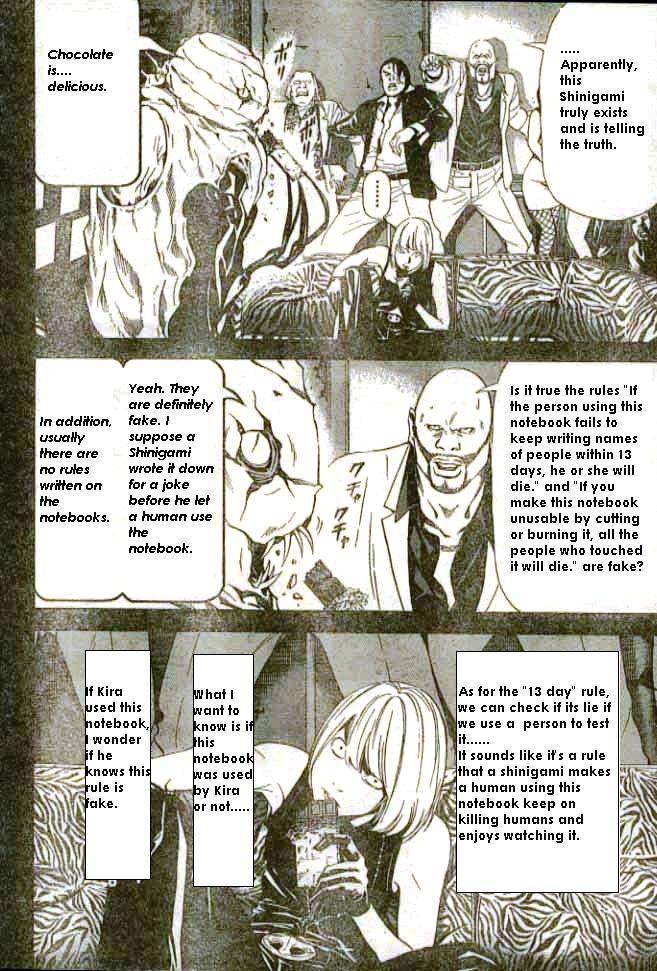 .....
Apparently,
this
Shinigami
truly exists
and is telling
the truth.
Chocolate
is....
delicious.
......
Is it true the rules "If
the person using this
notebook fails to
keep writing names
of people within 13
days, he or she will
die." and "If you
make this notebook
unusable by cutting
or burning it, all the
people who touched
it will die." are fake?
クチャ
クチャ
Yeah. They
are definitely
fake. I
suppose a
Shinigami
wrote it down
for a joke
before he let
a human use
the
notebook.
In addition,
usually
there are
no rules
written on
the
notebooks.
As for the "13 day" rule,
we can check if its lie if
we use a person to test
it......
It sounds like it's a rule
that a shinigami makes
a human using this
notebook keep on
killing humans and
enjoys watching it.
What I
want to
know is if
this
notebook
was used
by Kira
or not.....
If Kira
used this
notebook,
I wonder
if he
knows this
rule is
fake.